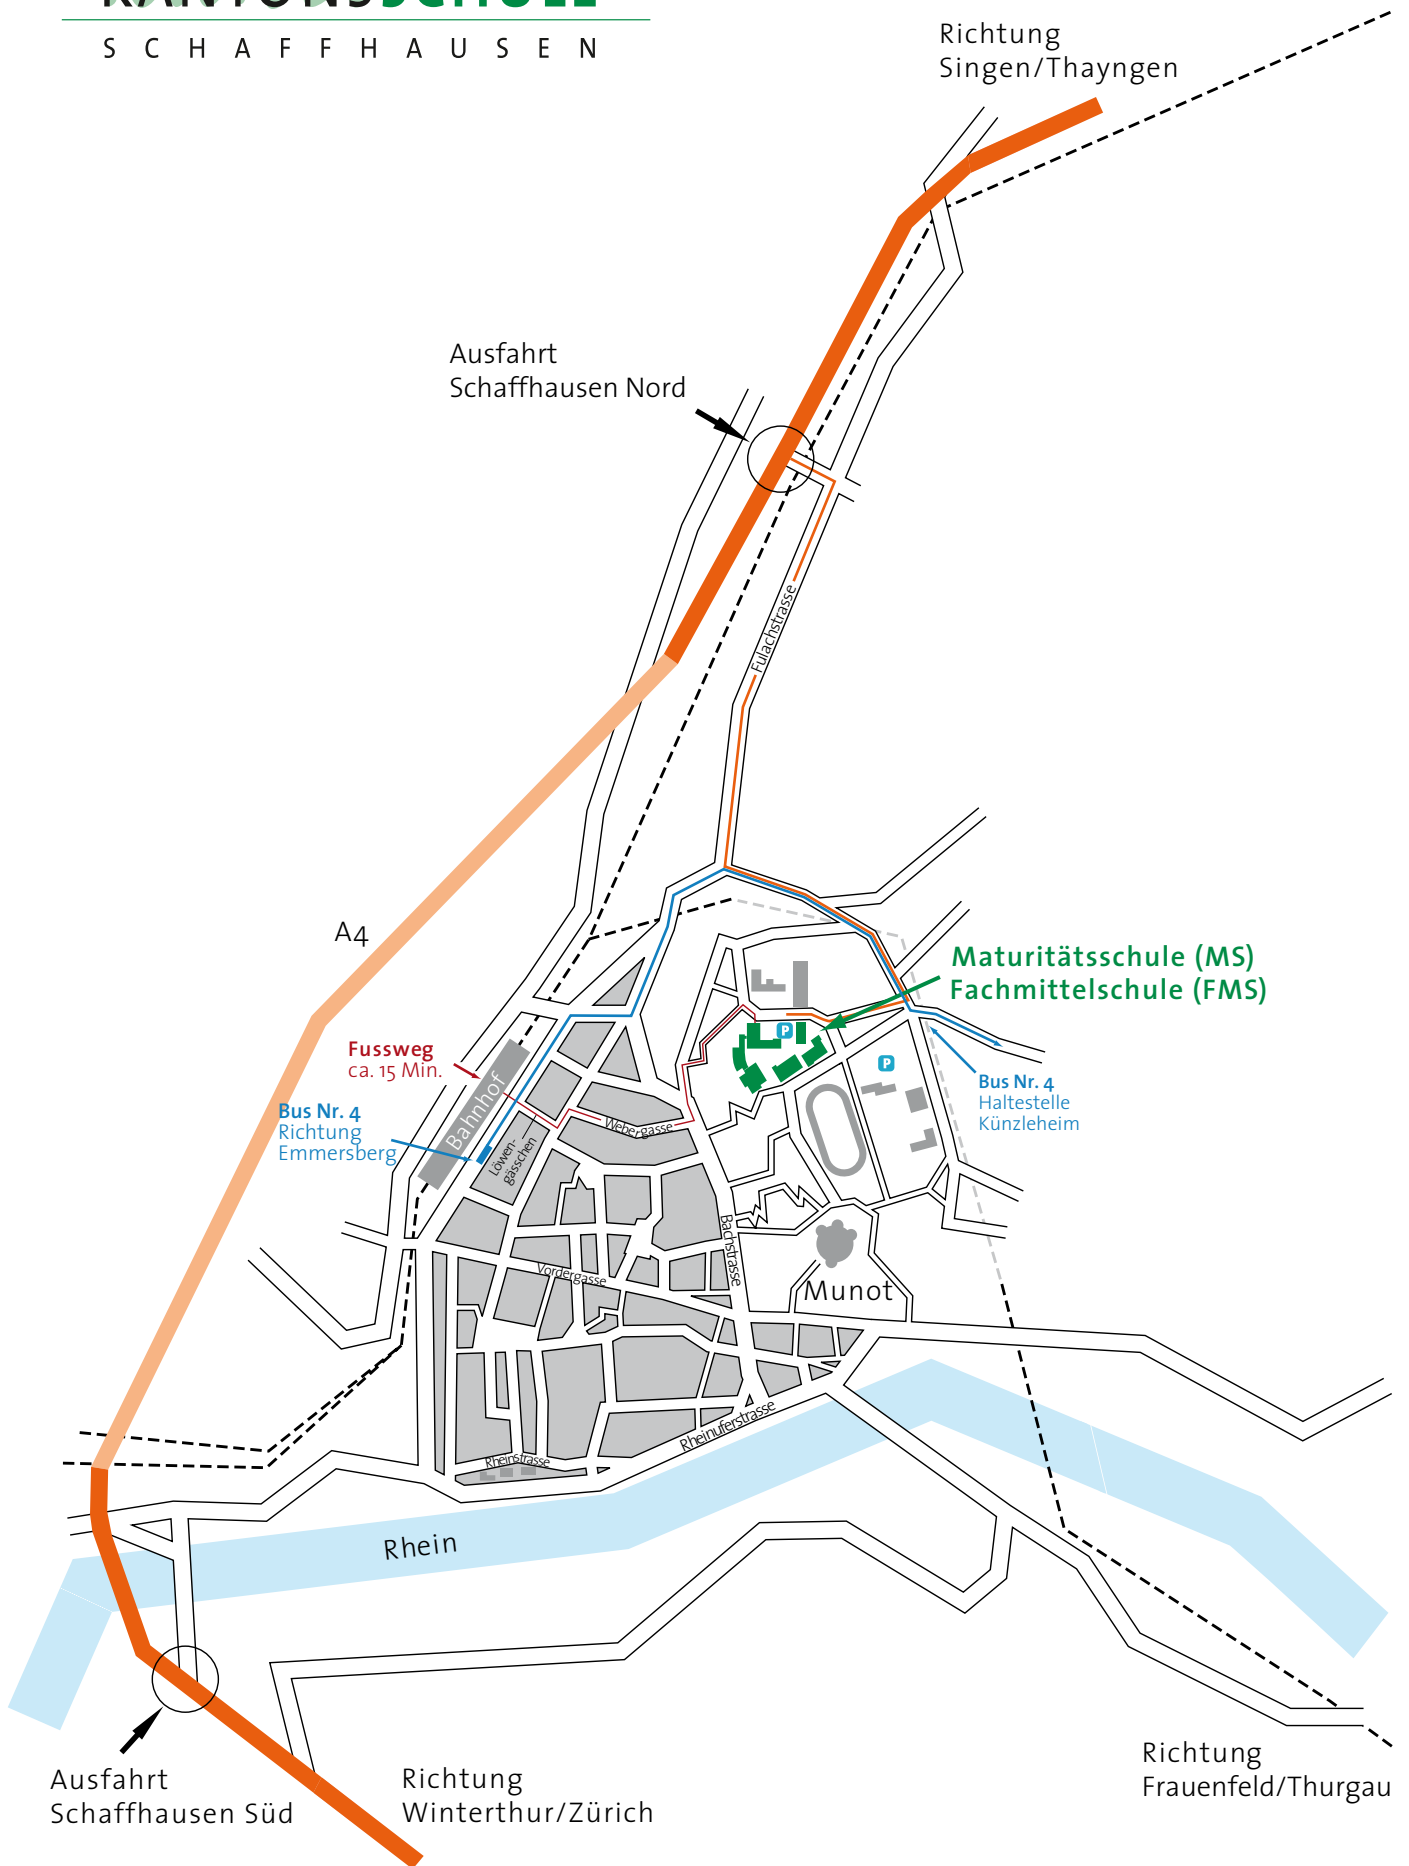 KANTONSSCHULE
SCHAFFHAUSEN
Richtung
Singen/Thayngen
Ausfahrt
Schaffhausen Nord
Fulachstrasse
A4
Maturitätsschule (MS)
Fachmittelschule (FMS)
P
P
Fussweg
ca. 15 Min.
Bus Nr. 4
Richtung
Emmersberg
Bahnhof
Löwen-
gässchen
Webergasse
Bus Nr. 4
Haltestelle
Künzleheim
Bachstrasse
Vordergasse
Munot
Rheinuferstrasse
Rheinstrasse
Rhein
Ausfahrt
Schaffhausen Süd
Richtung
Winterthur/Zürich
Richtung
Frauenfeld/Thurgau